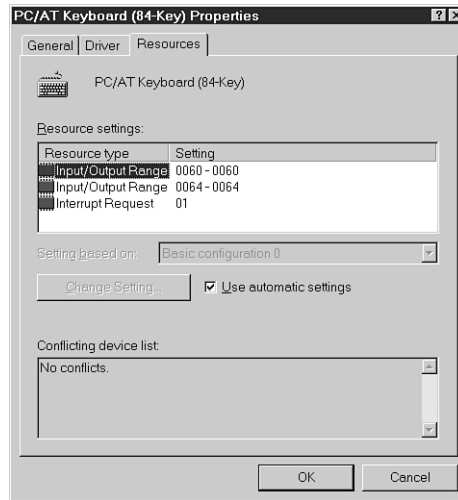 PC/AT Keyboard (84-Key) Properties
General Driver Resources
PC/AT Keyboard (84-Key)
Resource settings:
Resource type Setting
Input/Output Range 0060 - 0060
Input/Output Range 0064 - 0064
Interrupt Request 01
Setting based on: Basic configuration 0
Change Setting... Use automatic settings
Conflicting device list:
No conflicts.
OK Cancel